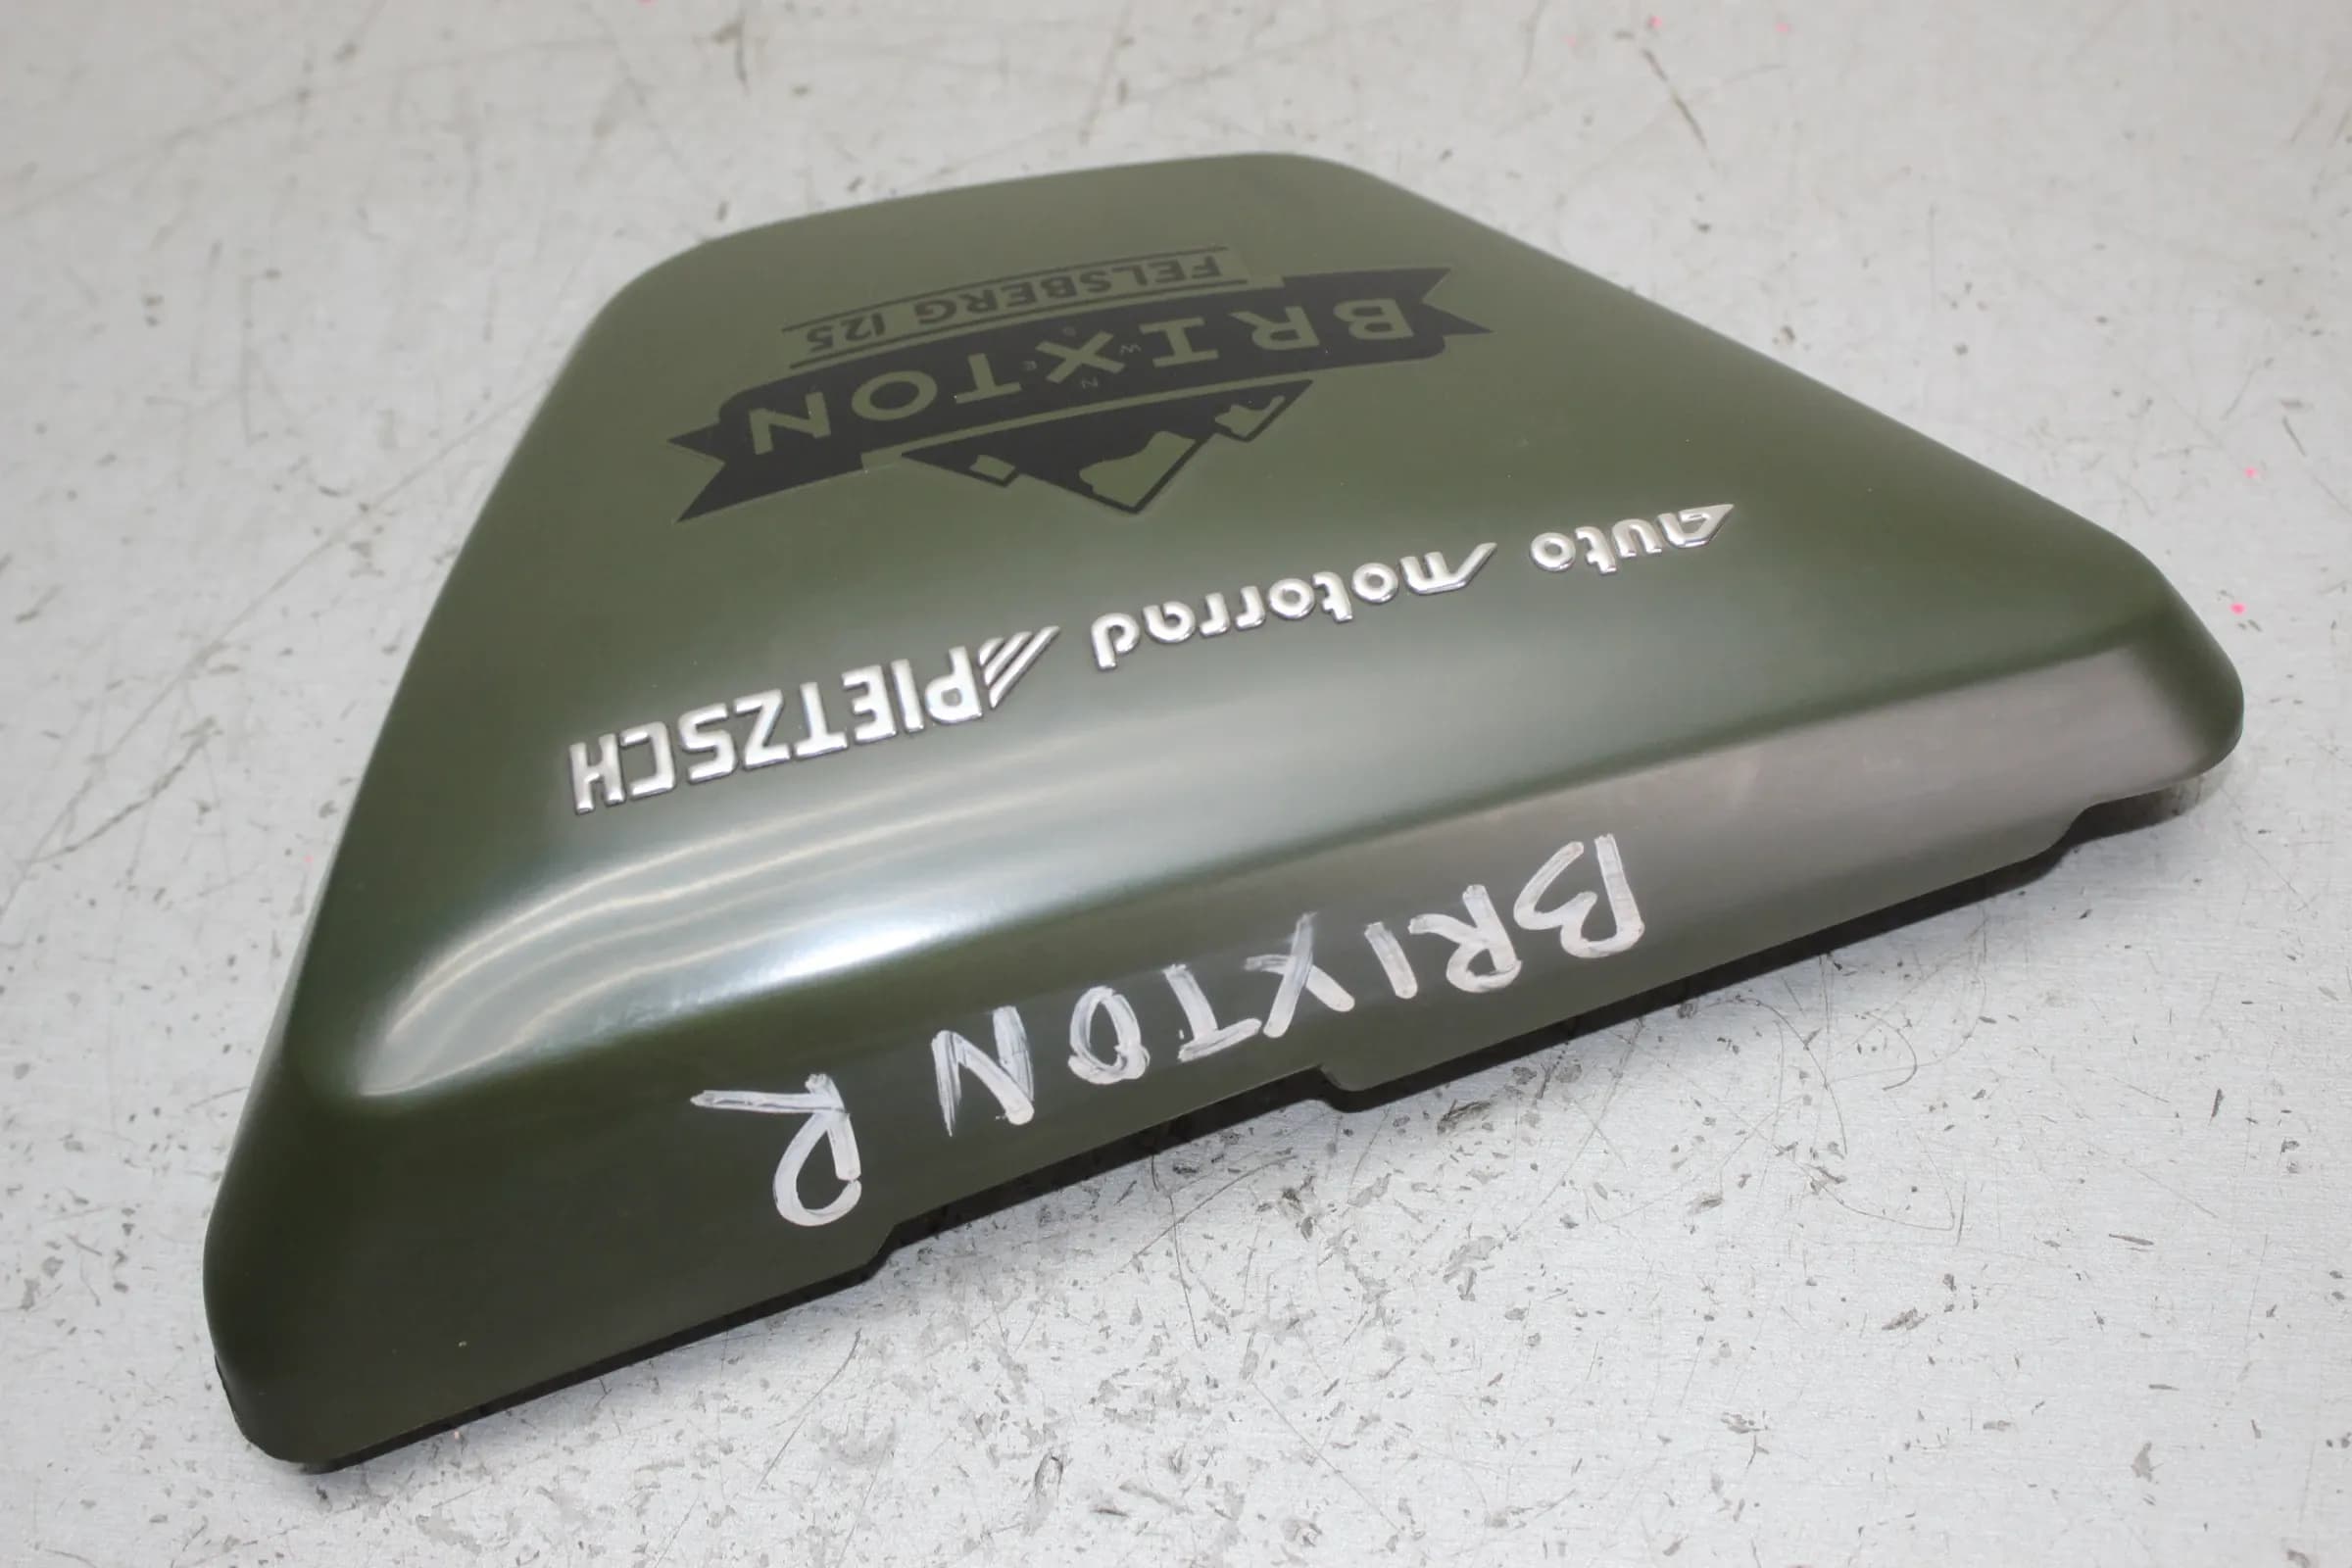 BRIXTON
FELSBERG 125
auto motorrad PIETZSCH
BRIXTON R